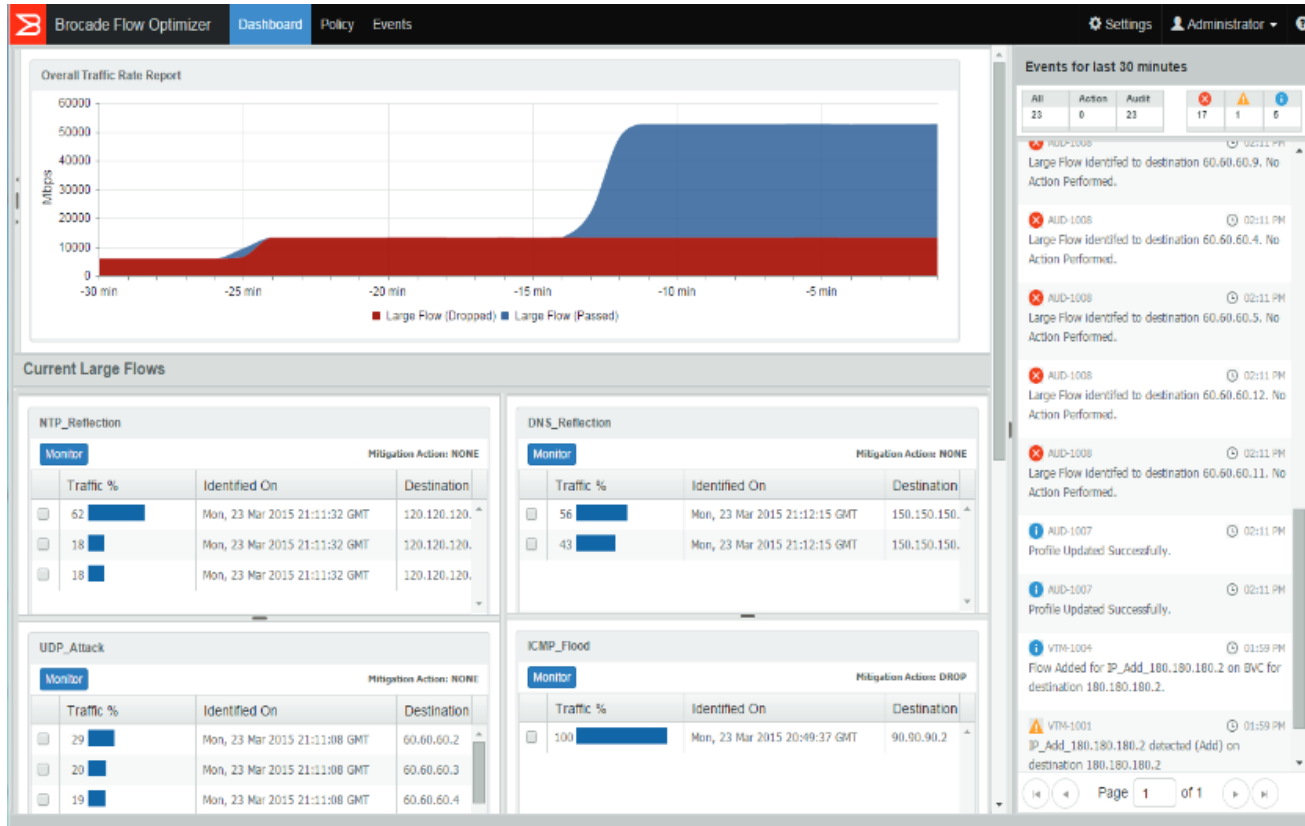 Brocade Flow Optimizer Dashboard Policy Events Settings Administrator
Overall Traffic Rate Report
60000
50000
40000
30000
20000
10000
0
Mbps
-30 min -25 min -20 min -15 min -10 min -5 min
Large Flow (Dropped) Large Flow (Passed)
Current Large Flows
NTP_Reflection
Monitor Mitigation Action: NONE
Traffic % Identified On Destination
62 Mon, 23 Mar 2015 21:11:32 GMT 120.120.120.
18 Mon, 23 Mar 2015 21:11:32 GMT 120.120.120.
18 Mon, 23 Mar 2015 21:11:32 GMT 120.120.120.
DNS_Reflection
Monitor Mitigation Action: NONE
Traffic % Identified On Destination
56 Mon, 23 Mar 2015 21:12:15 GMT 150.150.150.
43 Mon, 23 Mar 2015 21:12:15 GMT 150.150.150.
UDP_Attack
Monitor Mitigation Action: NONE
Traffic % Identified On Destination
29 Mon, 23 Mar 2015 21:11:08 GMT 60.60.60.2
20 Mon, 23 Mar 2015 21:11:08 GMT 60.60.60.3
19 Mon, 23 Mar 2015 21:11:08 GMT 60.60.60.4
ICMP_Flood
Monitor Mitigation Action: DROP
Traffic % Identified On Destination
100 Mon, 23 Mar 2015 20:49:37 GMT 90.90.90.2
Events for last 30 minutes
All Action Audit
23 0 23 17 1 6
AUD-1008 02:11 PM
Large Flow identifed to destination 60.60.60.9. No
Action Performed.
AUD-1008 02:11 PM
Large Flow identifed to destination 60.60.60.4. No
Action Performed.
AUD-1008 02:11 PM
Large Flow identifed to destination 60.60.60.5. No
Action Performed.
AUD-1008 02:11 PM
Large Flow identifed to destination 60.60.60.12. No
Action Performed.
AUD-1008 02:11 PM
Large Flow identifed to destination 60.60.60.11. No
Action Performed.
AUD-1007 02:11 PM
Profile Updated Successfully.
AUD-1007 02:11 PM
Profile Updated Successfully.
VTM-1004 01:59 PM
Flow Added for IP_Add_180.180.180.2 on BVC for
destination 180.180.180.2.
VTM-1001 01:59 PM
IP_Add_180.180.180.2 detected (Add) on
destination 180.180.180.2
Page 1 of 1